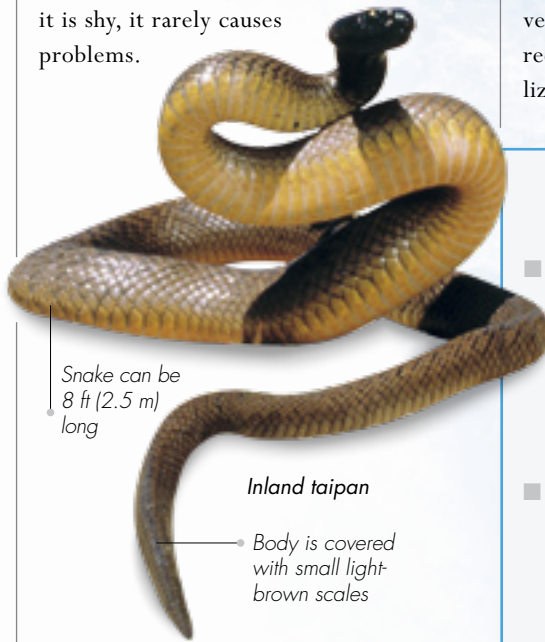 it is shy, it rarely causes
problems.
Snake can be
8 ft (2.5 m)
long
Inland taipan
Body is covered
with small light-
brown scales